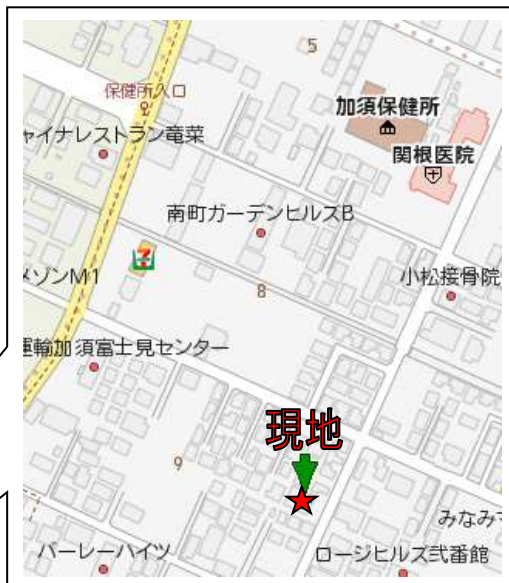 5
保健所入口
加須保健所
ャイナレストラン竜菜
関根医院
南町ガーデンヒルズB
メゾンM1
8
小松接骨院
運輸加須富士見センター
現地
9
みなみ
バーレーハイツ
ロージヒルズ弐番館